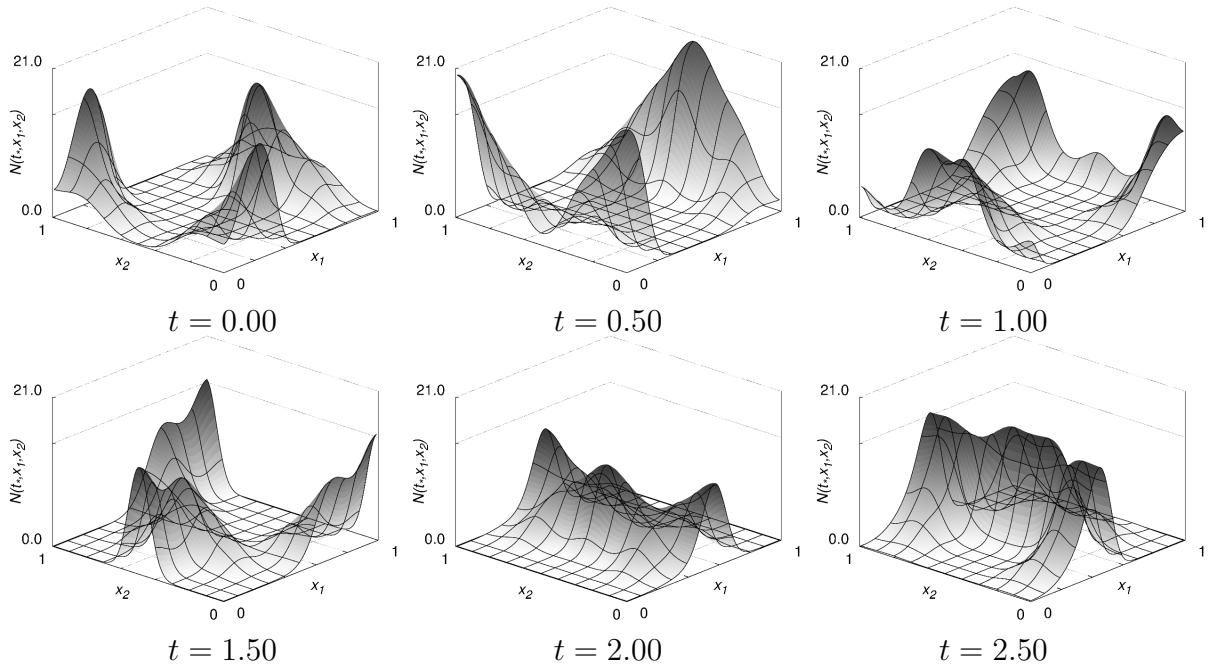 21.0
N(t*,x1,x2)
0.0
1
x2
0
0
x1
1
t = 0.00
21.0
N(t*,x1,x2)
0.0
1
x2
0
0
x1
1
t = 0.50
21.0
N(t*,x1,x2)
0.0
1
x2
0
0
x1
1
t = 1.00
21.0
N(t*,x1,x2)
0.0
1
x2
0
0
x1
1
t = 1.50
21.0
N(t*,x1,x2)
0.0
1
x2
0
0
x1
1
t = 2.00
21.0
N(t*,x1,x2)
0.0
1
x2
0
0
x1
1
t = 2.50